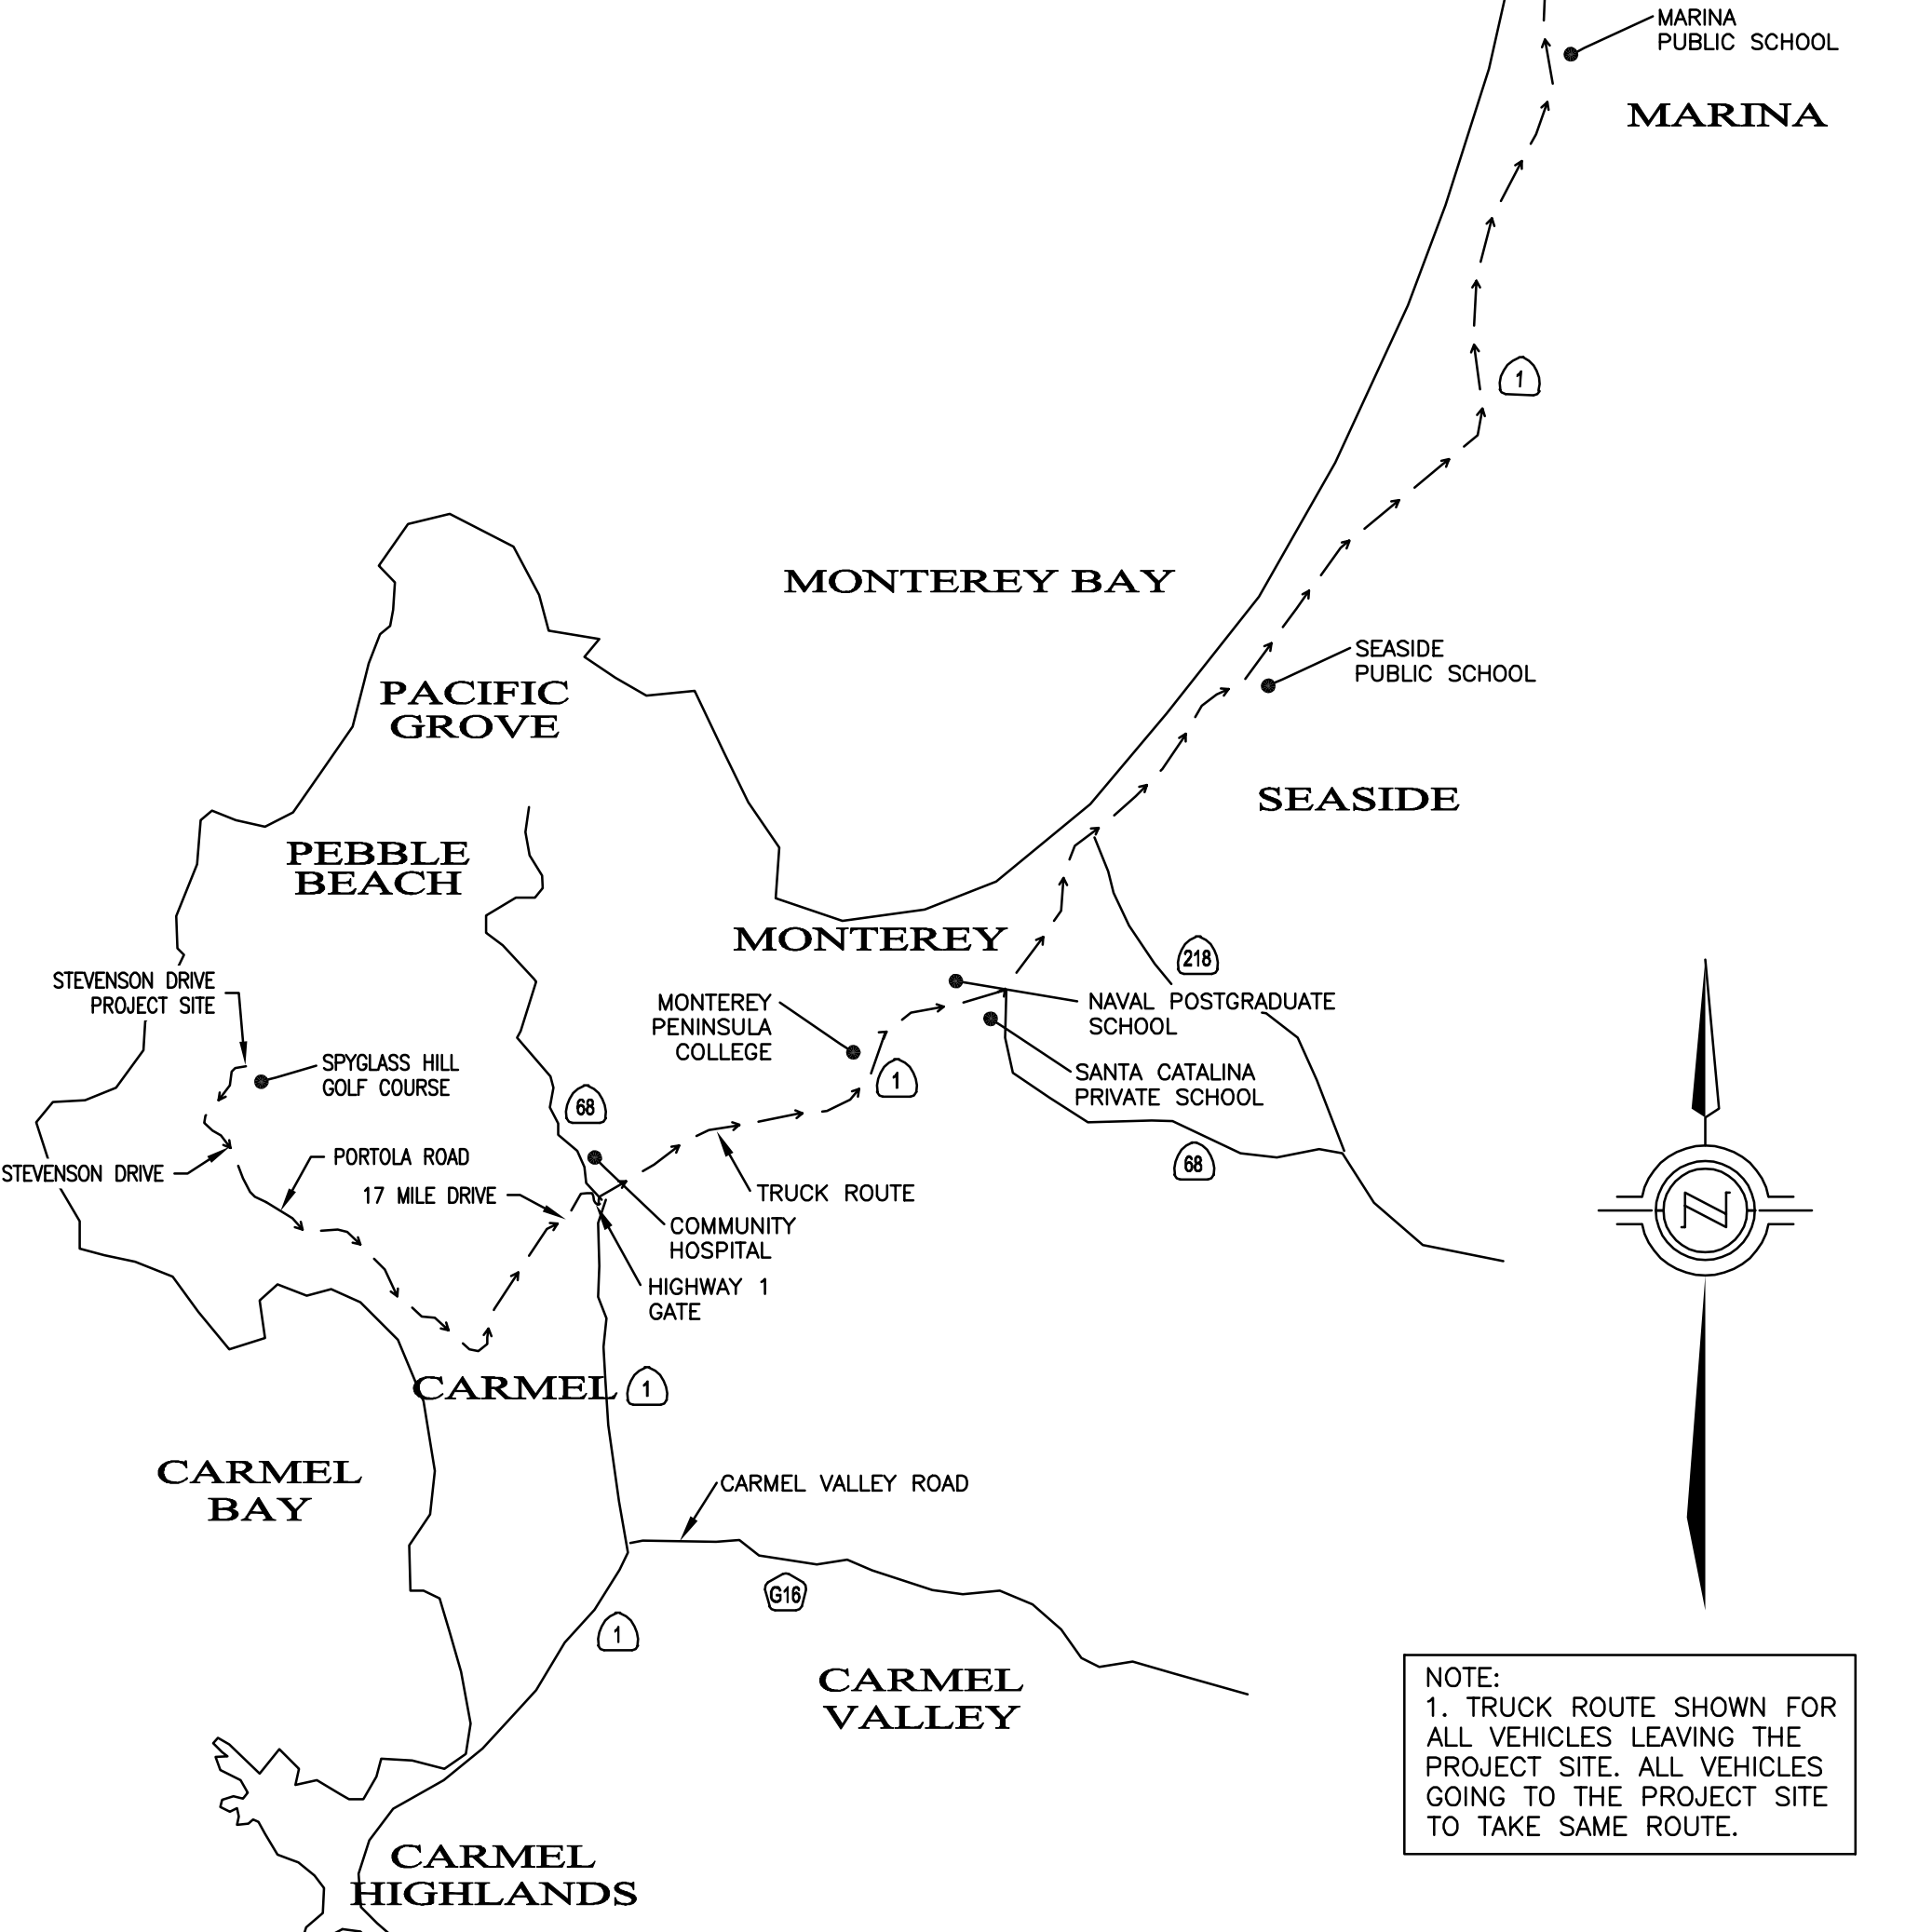 MARINA
PUBLIC SCHOOL
MARINA
1
MONTEREY BAY
SEASIDE
PUBLIC SCHOOL
PACIFIC
GROVE
SEASIDE
PEBBLE
BEACH
MONTEREY
218
STEVENSON DRIVE
PROJECT SITE
MONTEREY
PENINSULA
COLLEGE
NAVAL POSTGRADUATE
SCHOOL
SPYGLASS HILL
GOLF COURSE
1
SANTA CATALINA
PRIVATE SCHOOL
68
68
STEVENSON DRIVE
PORTOLA ROAD
17 MILE DRIVE
TRUCK ROUTE
COMMUNITY
HOSPITAL
HIGHWAY 1
GATE
N
CARMEL
1
CARMEL
BAY
CARMEL VALLEY ROAD
G16
1
CARMEL
VALLEY
NOTE:
1. TRUCK ROUTE SHOWN FOR
ALL VEHICLES LEAVING THE
PROJECT SITE. ALL VEHICLES
GOING TO THE PROJECT SITE
TO TAKE SAME ROUTE.
CARMEL
HIGHLANDS